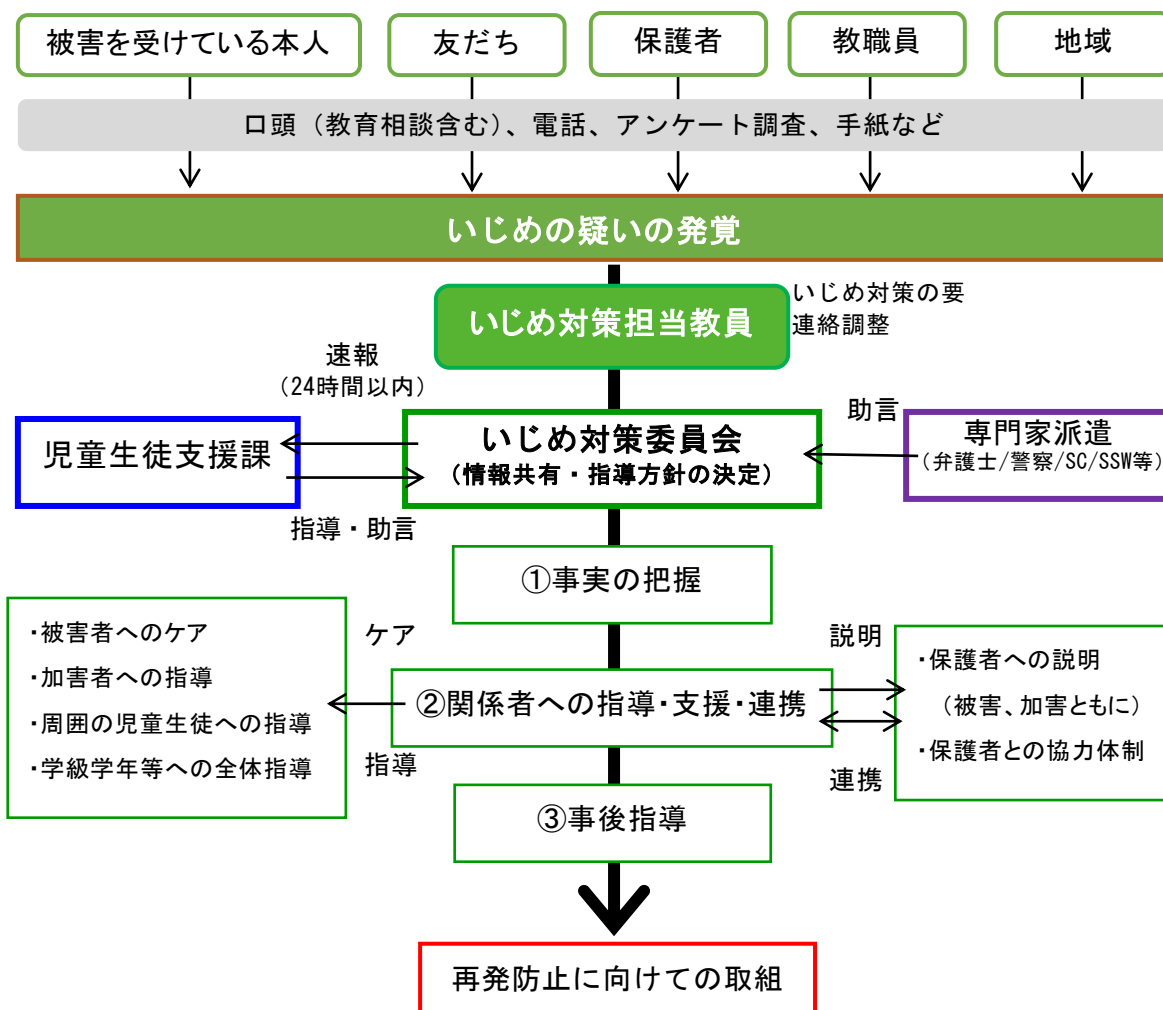 被害を受けている本人
友だち
保護者
教職員
地域
口頭（教育相談含む）、電話、アンケート調査、手紙など
いじめの疑いの発覚
いじめ対策担当教員
いじめ対策の要
連絡調整
速報
（24時間以内）
児童生徒支援課
いじめ対策委員会
（情報共有・指導方針の決定）
助言
専門家派遣
（弁護士/警察/SC/SSW等）
指導・助言
①事実の把握
・被害者へのケア
・加害者への指導
・周囲の児童生徒への指導
・学級学年等への全体指導
ケア
指導
②関係者への指導・支援・連携
説明
連携
・保護者への説明
（被害、加害ともに）
・保護者との協力体制
③事後指導
再発防止に向けての取組